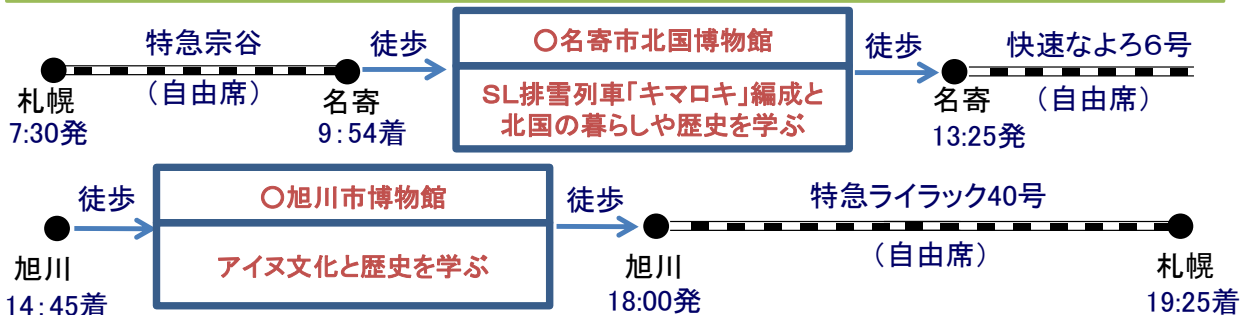 特急宗谷
徒歩
〇名寄市北国博物館
徒歩
快速なよろ6号
札幌
(自由席)
名寄
SL排雪列車「キマロキ」編成と
北国の暮らしや歴史を学ぶ
名寄
(自由席)
7:30発
9:54着
13:25発
徒歩
〇旭川市博物館
徒歩
特急ライラック40号
旭川
アイヌ文化と歴史を学ぶ
旭川
(自由席)
札幌
14:45着
18:00発
19:25着